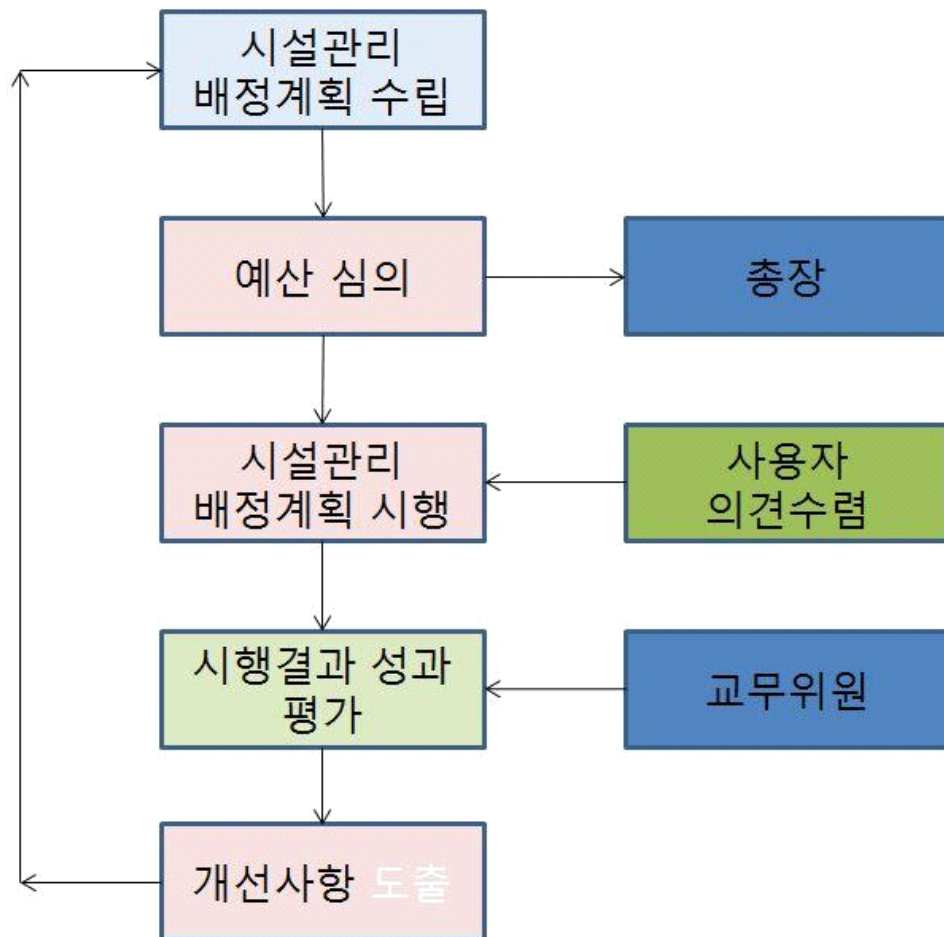 시설관리
배정계획 수립
예산 심의
총장
시설관리
배정계획 시행
사용자
의견수렴
시행결과 성과
평가
교무위원
개선사항 도출